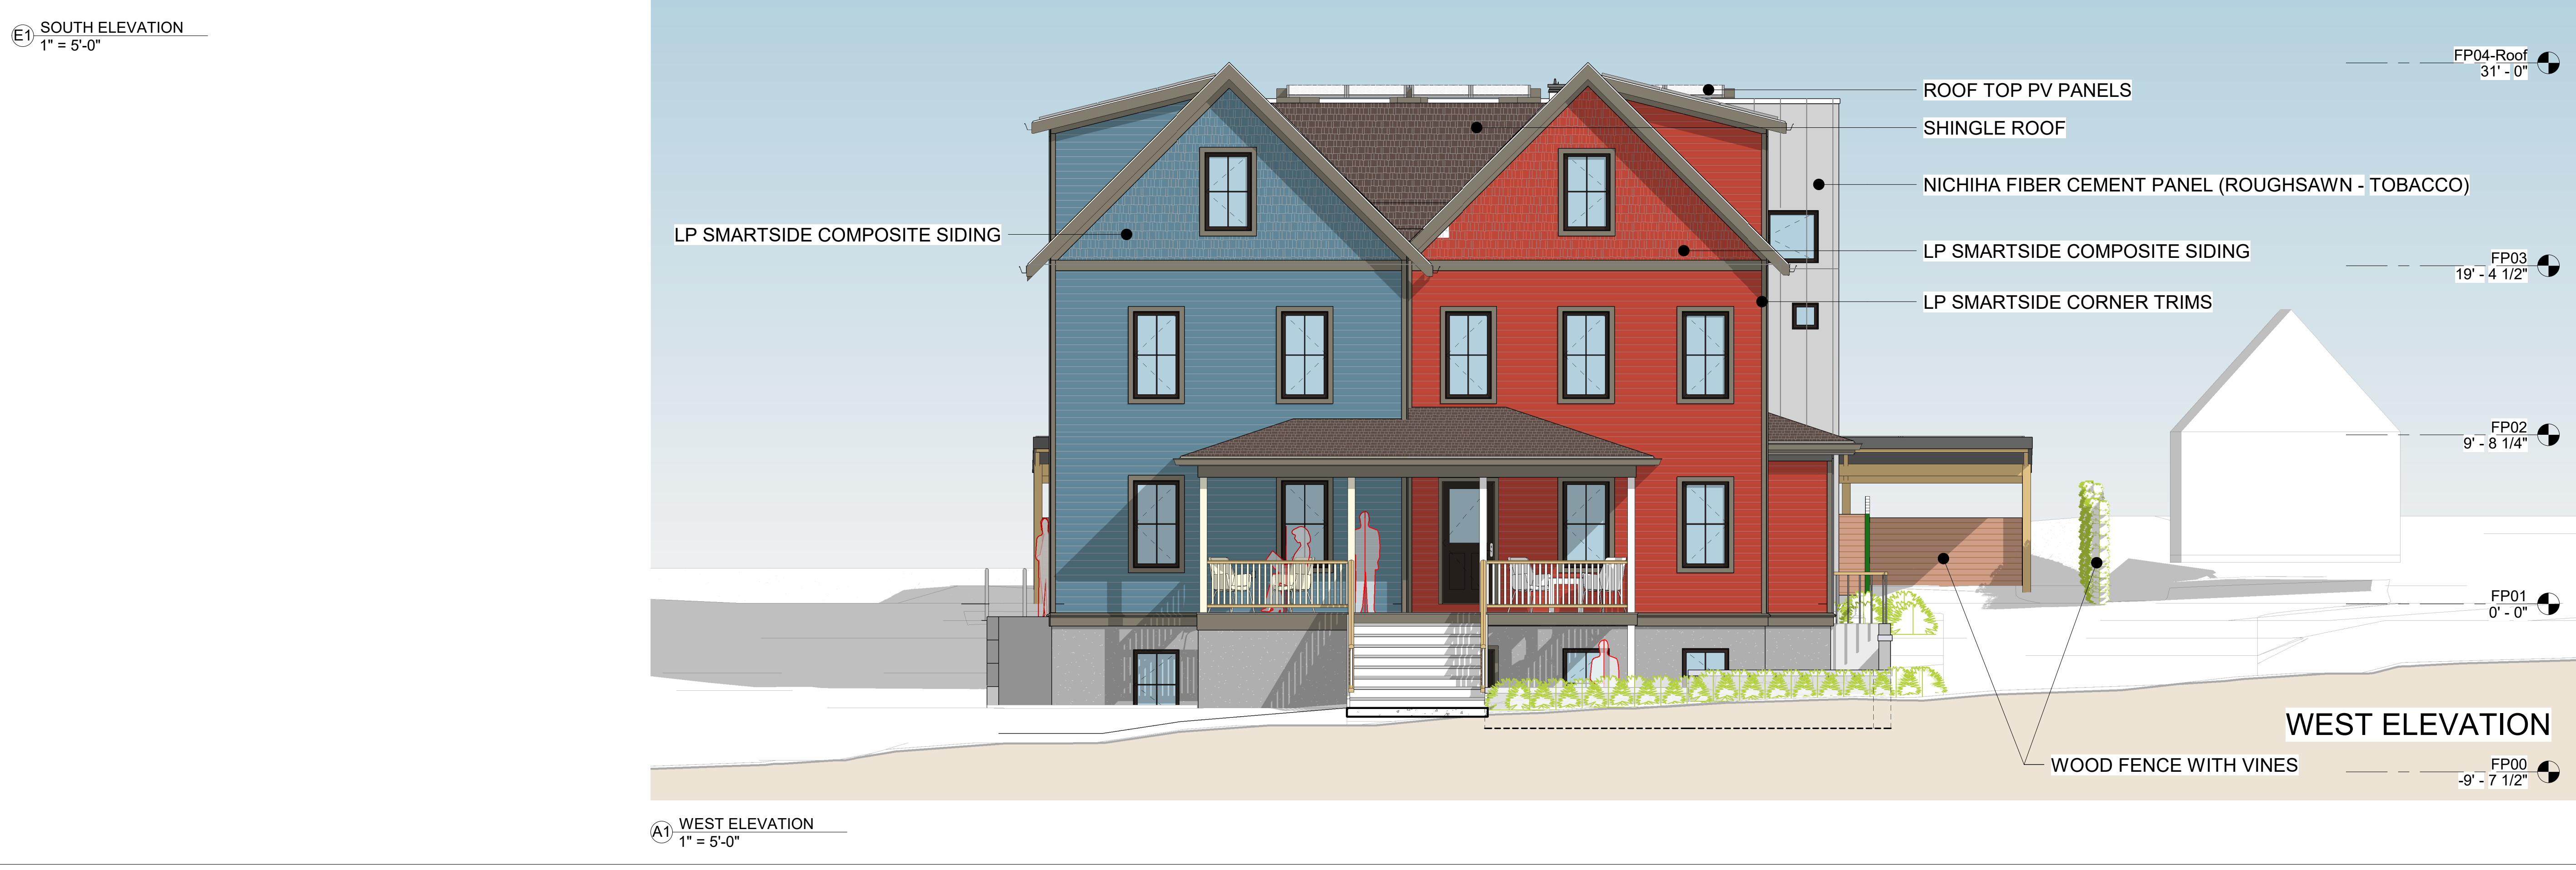 E1 SOUTH ELEVATION
1" = 5'-0"
FP04-Roof
31' - 0"
ROOF TOP PV PANELS
SHINGLE ROOF
NICHIHA FIBER CEMENT PANEL (ROUGHSAWN - TOBACCO)
LP SMARTSIDE COMPOSITE SIDING
LP SMARTSIDE COMPOSITE SIDING
FP03
19' - 4 1/2"
LP SMARTSIDE CORNER TRIMS
FP02
9' - 8 1/4"
FP01
0' - 0"
WEST ELEVATION
WOOD FENCE WITH VINES
FP00
-9' - 7 1/2"
A1 WEST ELEVATION
1" = 5'-0"